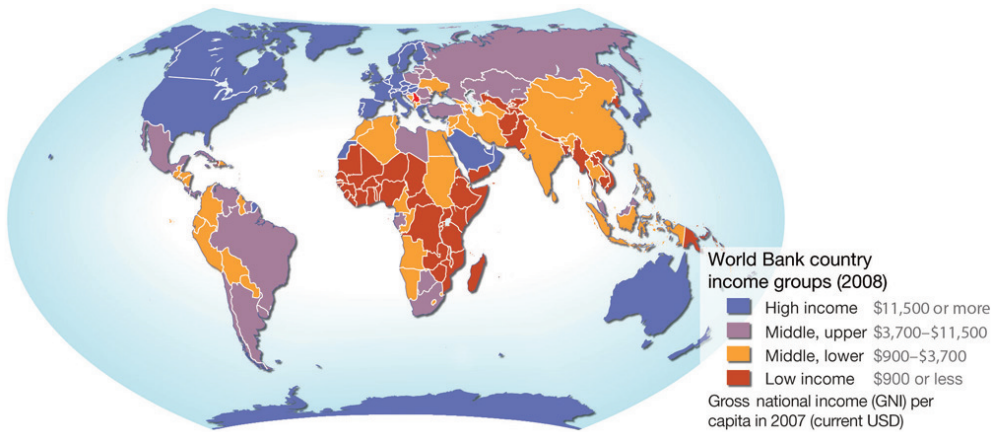 World Bank country
income groups (2008)
High income $11,500 or more
Middle, upper $3,700–$11,500
Middle, lower $900–$3,700
Low income $900 or less
Gross national income (GNI) per
capita in 2007 (current USD)